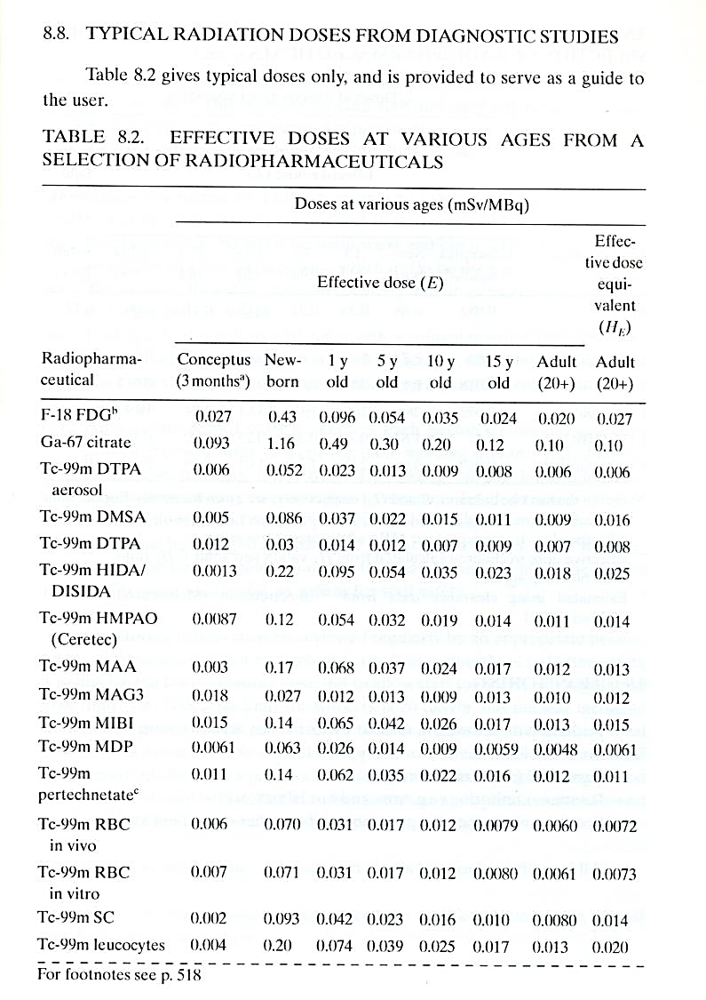 8.8. TYPICAL RADIATION DOSES FROM DIAGNOSTIC STUDIES
Table 8.2 gives typical doses only, and is provided to serve as a guide to
the user.
TABLE 8.2. EFFECTIVE DOSES AT VARIOUS AGES FROM A
SELECTION OF RADIOPHARMACEUTICALS
Doses at various ages (mSv/MBq)
Effective dose (E)
Effec-
tive dose
equi-
valent
(H_E)
Radiopharma- Conceptus New- 1 y 5 y 10 y 15 y Adult Adult
ceutical (3 months^a) born old old old old (20+) (20+)
F-18 FDG^b 0.027 0.43 0.096 0.054 0.035 0.024 0.020 0.027
Ga-67 citrate 0.093 1.16 0.49 0.30 0.20 0.12 0.10 0.10
Tc-99m DTPA 0.006 0.052 0.023 0.013 0.009 0.008 0.006 0.006
aerosol
Tc-99m DMSA 0.005 0.086 0.037 0.022 0.015 0.011 0.009 0.016
Tc-99m DTPA 0.012 0.03 0.014 0.012 0.007 0.009 0.007 0.008
Tc-99m HIDA/ 0.0013 0.22 0.095 0.054 0.035 0.023 0.018 0.025
DISIDA
Tc-99m HMPAO 0.0087 0.12 0.054 0.032 0.019 0.014 0.011 0.014
(Ceretec)
Tc-99m MAA 0.003 0.17 0.068 0.037 0.024 0.017 0.012 0.013
Tc-99m MAG3 0.018 0.027 0.012 0.013 0.009 0.013 0.010 0.012
Tc-99m MIBI 0.015 0.14 0.065 0.042 0.026 0.017 0.013 0.015
Tc-99m MDP 0.0061 0.063 0.026 0.014 0.009 0.0059 0.0048 0.0061
Tc-99m 0.011 0.14 0.062 0.035 0.022 0.016 0.012 0.011
pertechnetate^c
Tc-99m RBC 0.006 0.070 0.031 0.017 0.012 0.0079 0.0060 0.0072
in vivo
Tc-99m RBC 0.007 0.071 0.031 0.017 0.012 0.0080 0.0061 0.0073
in vitro
Tc-99m SC 0.002 0.093 0.042 0.023 0.016 0.010 0.0080 0.014
Tc-99m leucocytes 0.004 0.20 0.074 0.039 0.025 0.017 0.013 0.020
For footnotes see p. 518